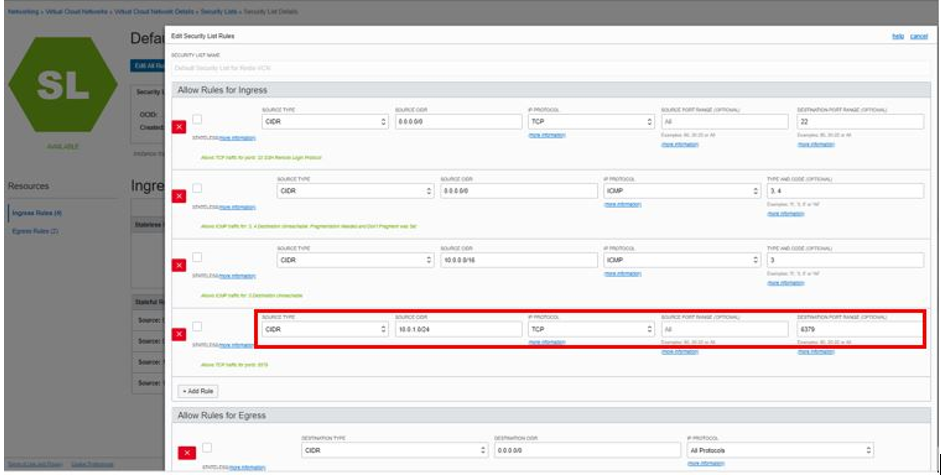 Networking » Virtual Cloud Networks » Virtual Cloud Network Details » Security Lists » Security List Details
Defau
Edit All Ru
SL
AVAILABLE
Security L
OCID:
Created:
Resources
Ingress Rules (4)
Egress Rules (2)
Ingre
Stateless
Stateful R
Source:
Source:
Source:
Source:
Terms of Use and Privacy Cookie Preferences
Edit Security List Rules
help cancel
SECURITY LIST NAME
Default Security List for Redis VCN
Allow Rules for Ingress
SOURCE TYPE SOURCE CIDR IP PROTOCOL SOURCE PORT RANGE (OPTIONAL) DESTINATION PORT RANGE (OPTIONAL)
CIDR 0.0.0.0/0 TCP All 22
STATELESS (more information) (more information) Examples: 80, 20-22 or All (more information) Examples: 80, 20-22 or All (more information)
Allows TCP traffic for ports: 22 SSH Remote Login Protocol
SOURCE TYPE SOURCE CIDR IP PROTOCOL TYPE AND CODE (OPTIONAL)
CIDR 0.0.0.0/0 ICMP 3, 4
STATELESS (more information) (more information) (more information)
Allows ICMP traffic for: 3, 4 Destination Unreachable: Fragmentation Needed and Don't Fragment was Set
SOURCE TYPE SOURCE CIDR IP PROTOCOL TYPE AND CODE (OPTIONAL)
CIDR 10.0.0.0/16 ICMP 3
STATELESS (more information) (more information) (more information)
Allows ICMP traffic for: 3 Destination Unreachable
SOURCE TYPE SOURCE CIDR IP PROTOCOL SOURCE PORT RANGE (OPTIONAL) DESTINATION PORT RANGE (OPTIONAL)
CIDR 10.0.1.0/24 TCP All 6379
STATELESS (more information) (more information) Examples: 80, 20-22 or All (more information) Examples: 80, 20-22 or All (more information)
Allows TCP traffic for ports: 6379
+ Add Rule
Allow Rules for Egress
DESTINATION TYPE DESTINATION CIDR IP PROTOCOL
CIDR 0.0.0.0/0 All Protocols
STATELESS (more information) (more information)